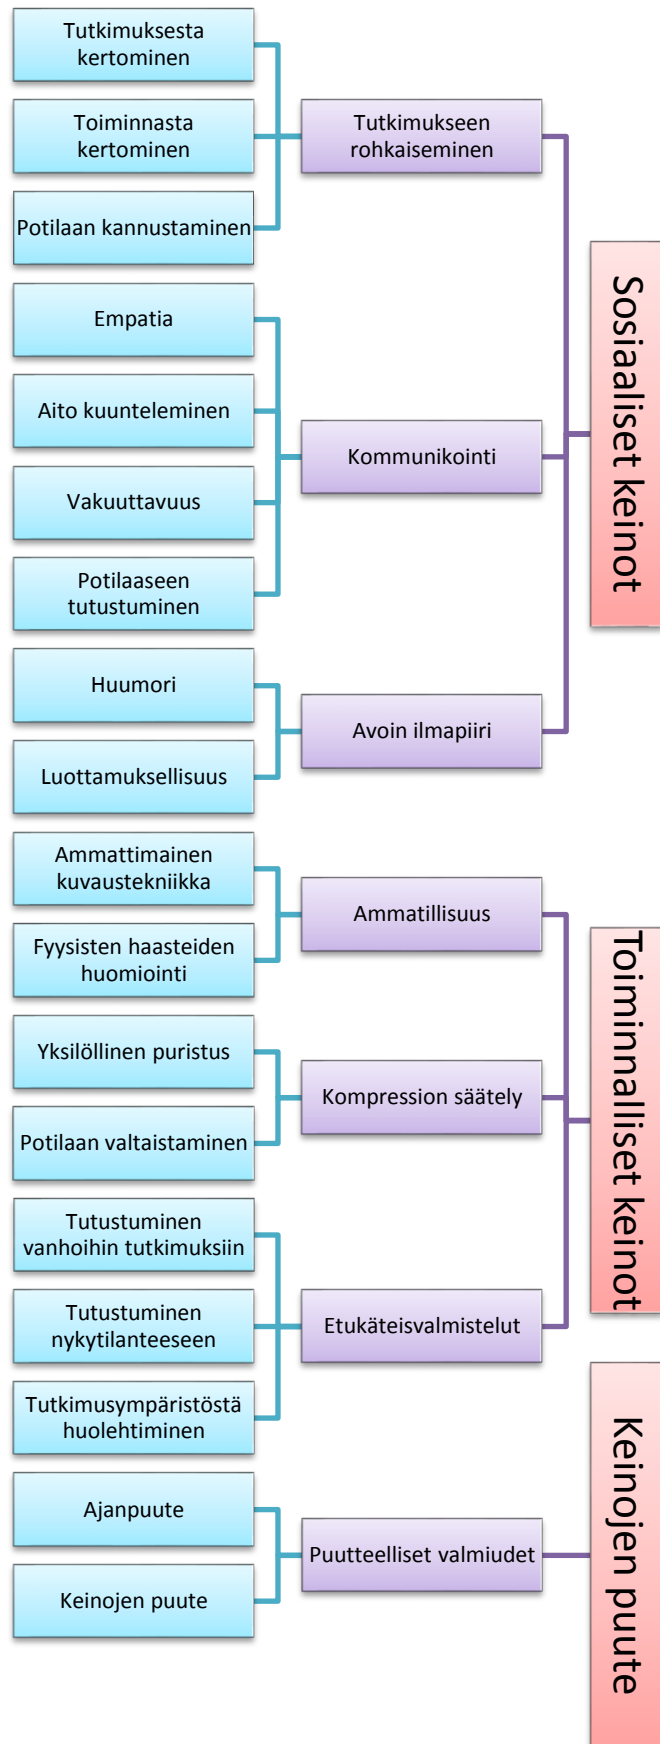 Tutkimuksesta
kertominen
Toiminnasta
kertominen
Potilaan kannustaminen
Tutkimukseen
rohkaiseminen
Empatia
Aito kuunteleminen
Vakuuttavuus
Potilaaseen
tutustuminen
Kommunikointi
Huumori
Luottamuksellisuus
Avoin ilmapiiri
Sosiaaliset keinot
Ammattimainen
kuvaustekniikka
Fyysisten haasteiden
huomiointi
Ammatillisuus
Yksilöllinen puristus
Potilaan valtaistaminen
Kompression säätely
Tutustuminen
vanhoihin tutkimuksiin
Tutustuminen
nykytilanteeseen
Tutkimusympäristöstä
huolehtiminen
Etukäteisvalmistelut
Toiminnalliset keinot
Ajanpuute
Keinojen puute
Puutteelliset valmiudet
Keinojen puute